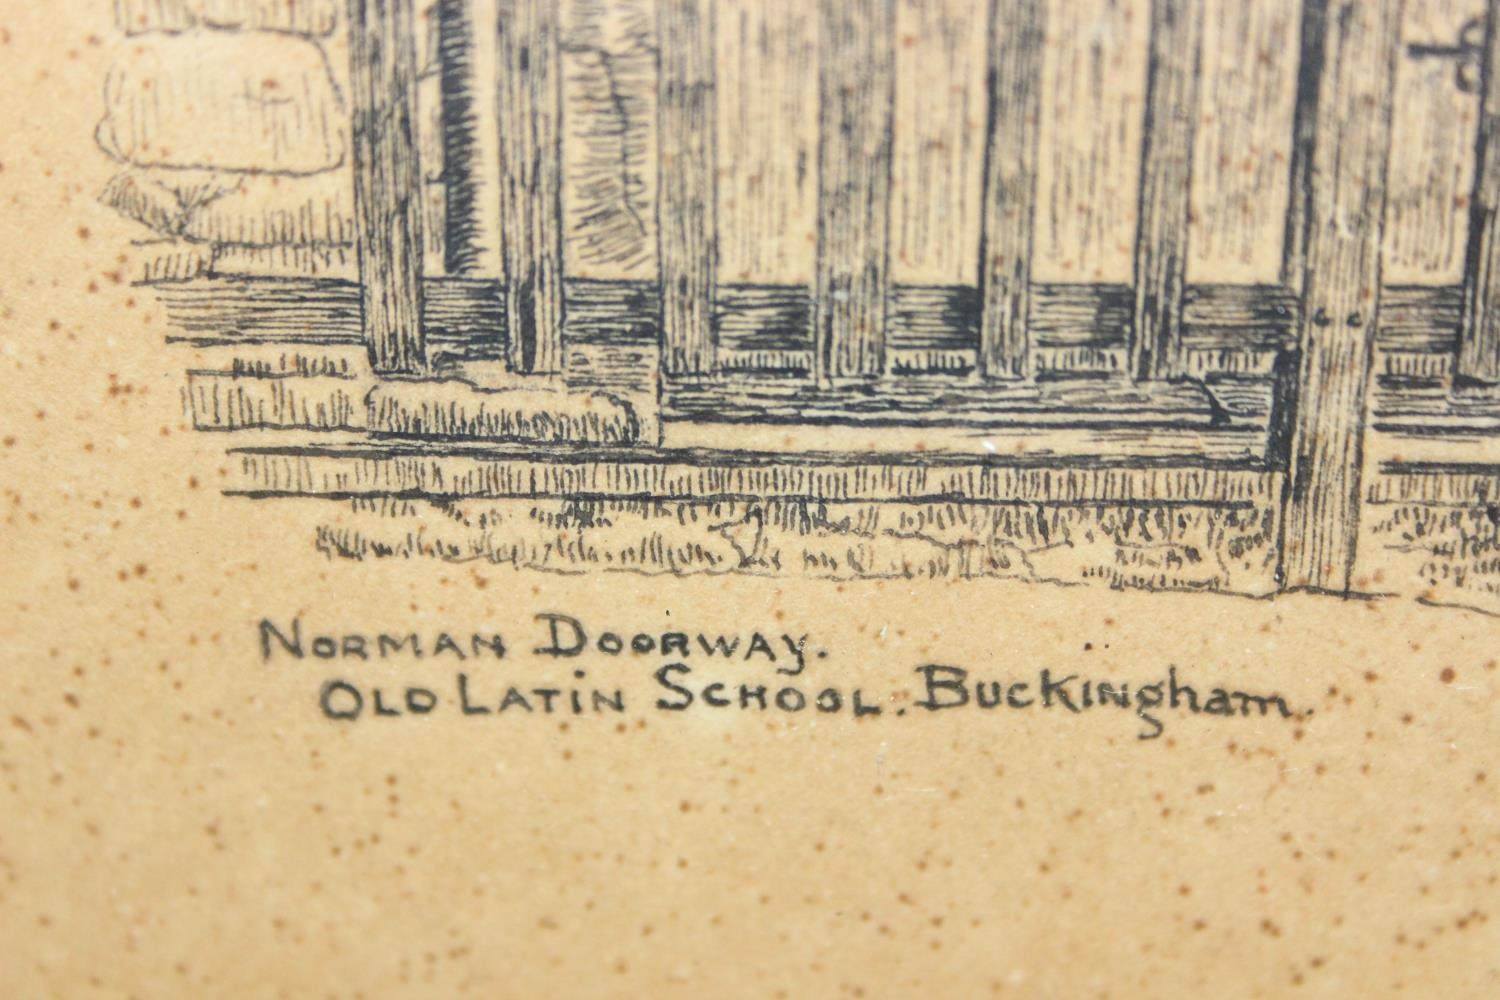 NORMAN DOORWAY.
OLD LATIN SCHOOL. BUCKINGham.